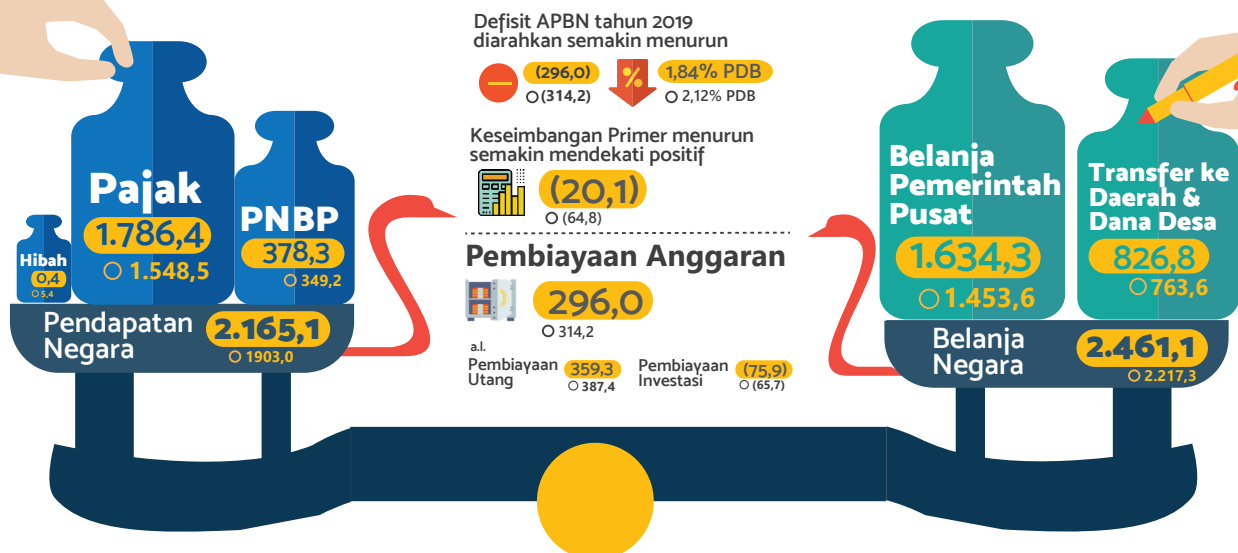 Defisit APBN tahun 2019
diarahkan semakin menurun
(296,0)
(314,2)
%
1,84% PDB
2,12% PDB
Keseimbangan Primer menurun
semakin mendekati positif
(20,1)
(64,8)
Pembiayaan Anggaran
296,0
314,2
a.l.
Pembiayaan
Utang
359,3
387,4
Pembiayaan
Investasi
(75,9)
(65,7)
Hibah
0,4
5,4
Pajak
1.786,4
1.548,5
PNBP
378,3
349,2
Pendapatan
Negara
2.165,1
1903,0
Belanja
Pemerintah
Pusat
1.634,3
1.453,6
Transfer ke
Daerah &
Dana Desa
826,8
763,6
Belanja
Negara
2.461,1
2.217,3